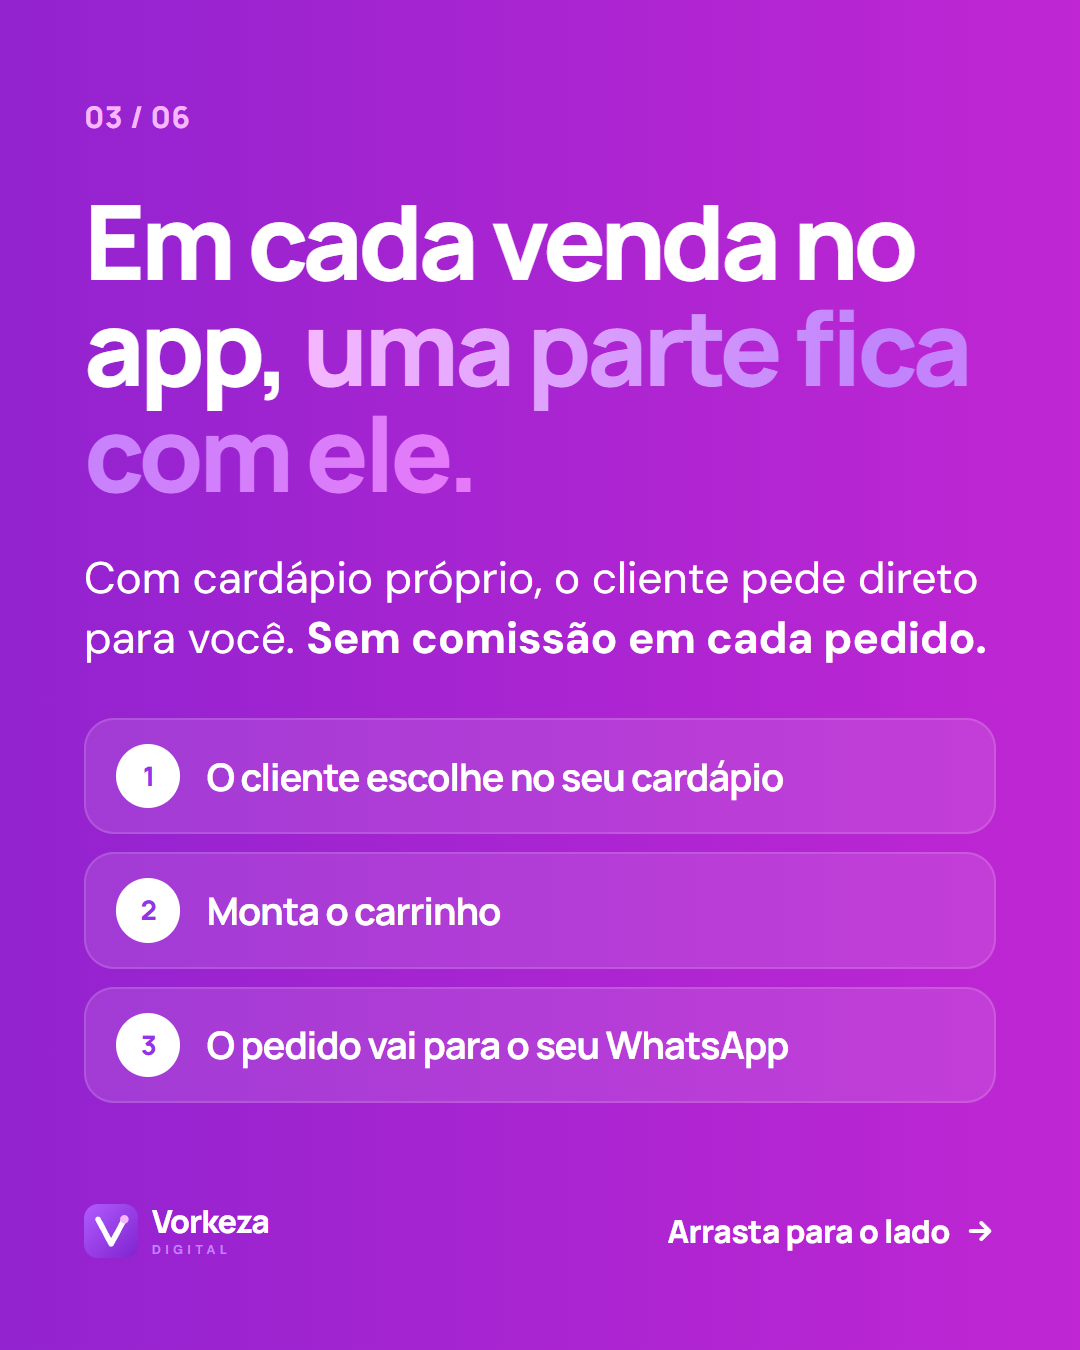 03 / 06
Em cada venda no
app, uma parte fica
com ele.
Com cardápio próprio, o cliente pede direto
para você. Sem comissão em cada pedido.
1 O cliente escolhe no seu cardápio
2 Monta o carrinho
3 O pedido vai para o seu WhatsApp
Vorkeza
DIGITAL
Arrasta para o lado →